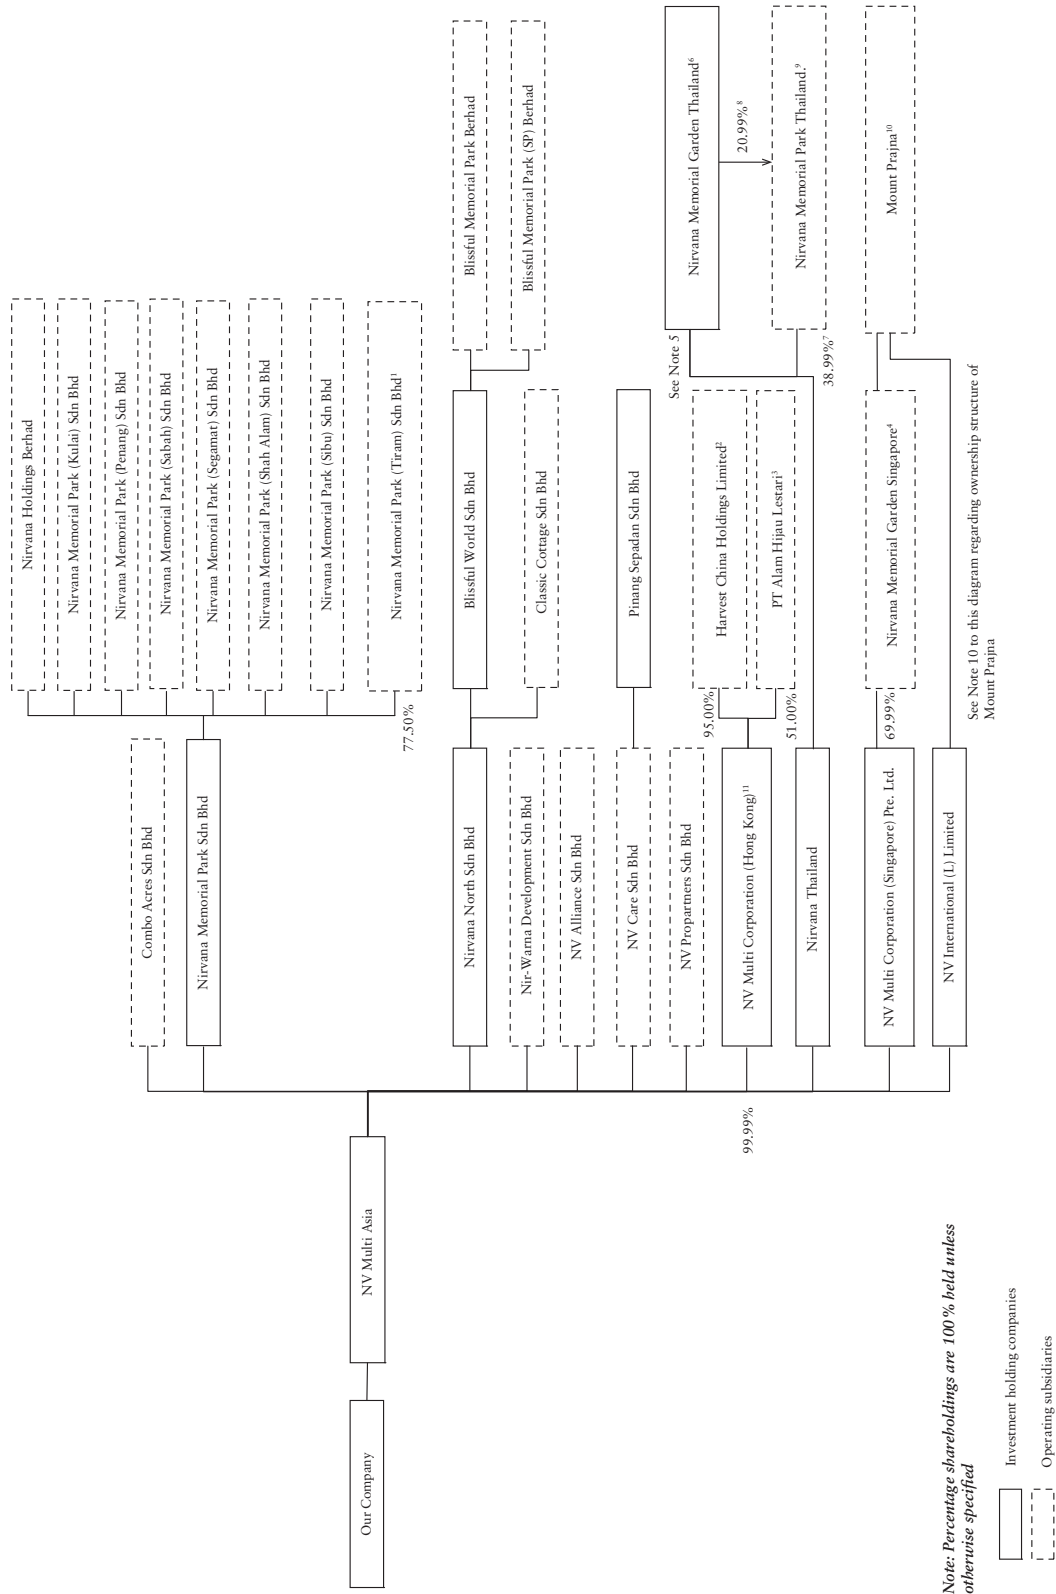 Our Company
NV Multi Asia
99.99%
Combo Acres Sdn Bhd
Nirvana Memorial Park Sdn Bhd
Nirvana North Sdn Bhd
Nir-Warna Development Sdn Bhd
NV Alliance Sdn Bhd
NV Care Sdn Bhd
NV Propartners Sdn Bhd
NV Multi Corporation (Hong Kong)¹¹
Nirvana Thailand
NV Multi Corporation (Singapore) Pte. Ltd.
NV International (L) Limited
77.50%
95.00%
51.00%
69.99%
Nirvana Holdings Berhad
Nirvana Memorial Park (Kulai) Sdn Bhd
Nirvana Memorial Park (Penang) Sdn Bhd
Nirvana Memorial Park (Sabah) Sdn Bhd
Nirvana Memorial Park (Segamat) Sdn Bhd
Nirvana Memorial Park (Shah Alam) Sdn Bhd
Nirvana Memorial Park (Sibu) Sdn Bhd
Nirvana Memorial Park (Tiram) Sdn Bhd¹
Blissful World Sdn Bhd
Classic Cottage Sdn Bhd
Pinang Sepadan Sdn Bhd
Harvest China Holdings Limited²
PT Alam Hijau Lestari³
Nirvana Memorial Garden Singapore⁴
See Note 10 to this diagram regarding ownership structure of
Mount Prajna
See Note 5
38.99%⁷
Blissful Memorial Park Berhad
Blissful Memorial Park (SP) Berhad
Nirvana Memorial Garden Thailand⁶
20.99%⁸
Nirvana Memorial Park Thailand.⁹
Mount Prajna¹⁰
Note: Percentage shareholdings are 100% held unless
otherwise specified
Investment holding companies
Operating subsidiaries